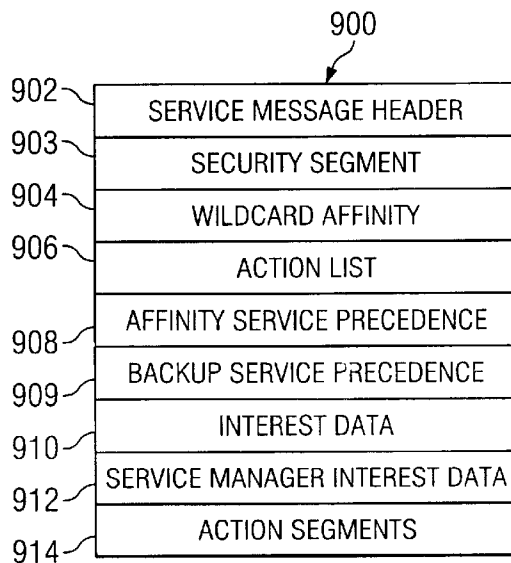 900
902 SERVICE MESSAGE HEADER
903 SECURITY SEGMENT
904 WILDCARD AFFINITY
906 ACTION LIST
908 AFFINITY SERVICE PRECEDENCE
909 BACKUP SERVICE PRECEDENCE
910 INTEREST DATA
912 SERVICE MANAGER INTEREST DATA
914 ACTION SEGMENTS